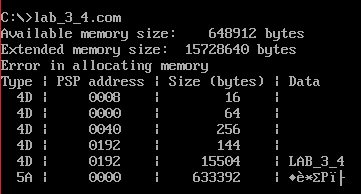 C:\>lab_3_4.com
Available memory size:    648912 bytes
Extended memory size:  15728640 bytes
Error in allocating memory
Type ¦ PSP address ¦ Size (bytes) ¦ Data
4D ¦ 0008 ¦ 16 ¦
4D ¦ 0000 ¦ 64 ¦
4D ¦ 0040 ¦ 256 ¦
4D ¦ 0192 ¦ 144 ¦
4D ¦ 0192 ¦ 15504 ¦ LAB_3_4
5A ¦ 0000 ¦ 633392 ¦